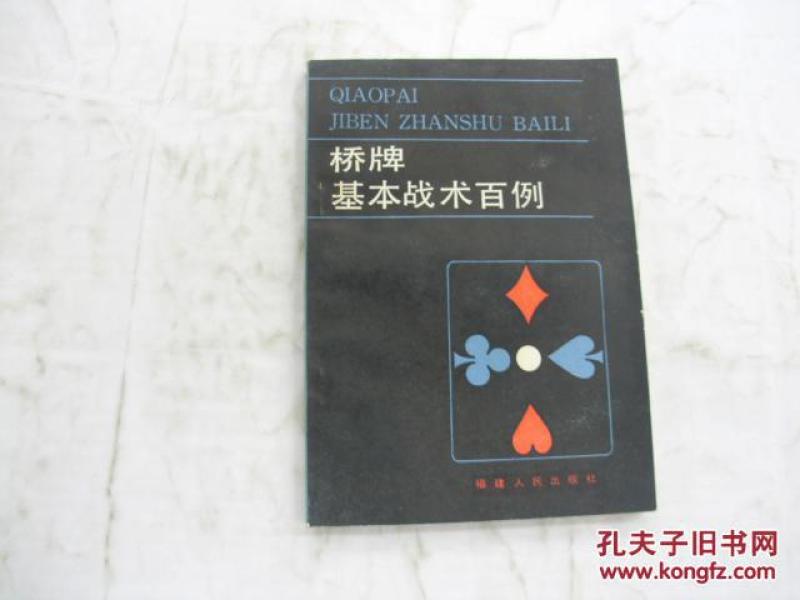 QIAOPAI
JIBEN ZHANSHU BAILI
桥牌
基本战术百例
福建人民出版社
孔夫子旧书网
www.kongfz.com